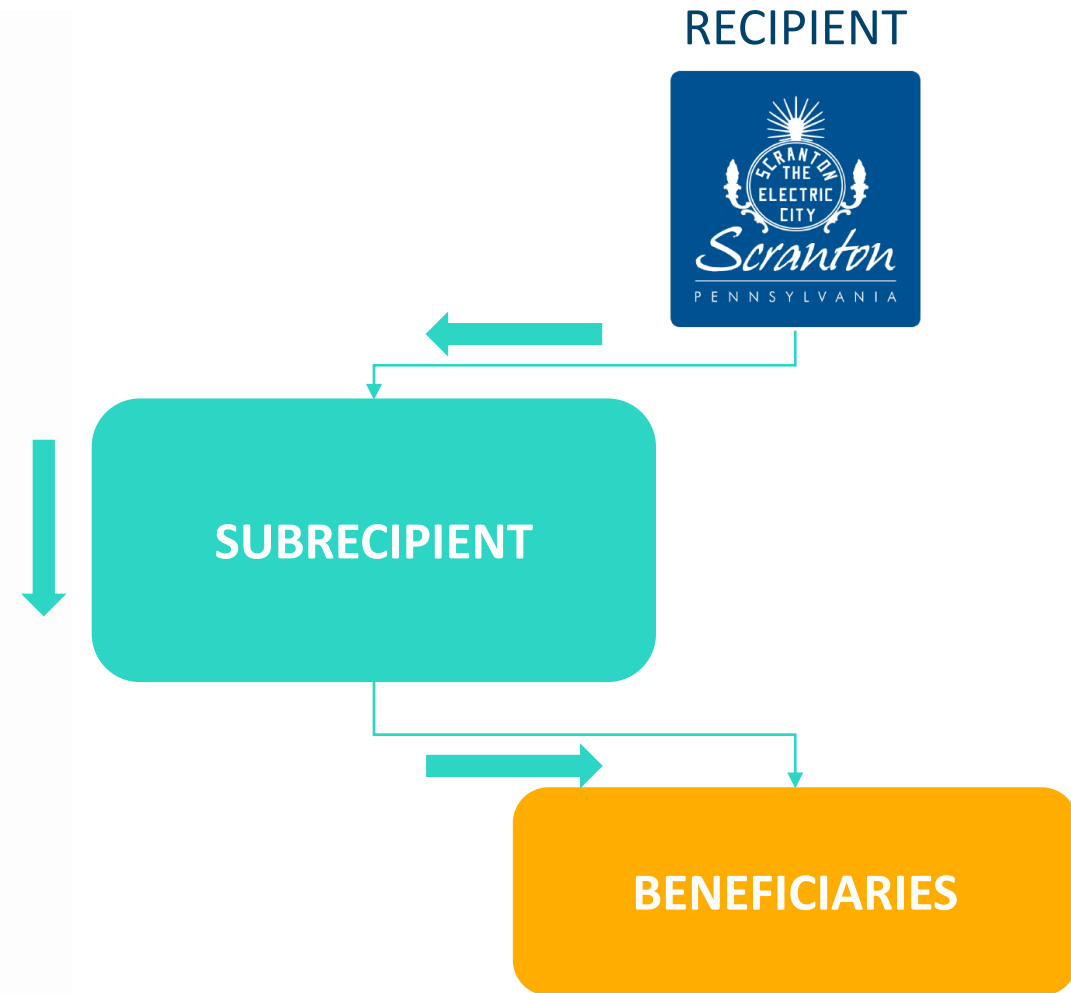 RECIPIENT
SCRANTON
THE
ELECTRIC
CITY
Scranton
PENNSYLVANIA
SUBRECIPIENT
BENEFICIARIES